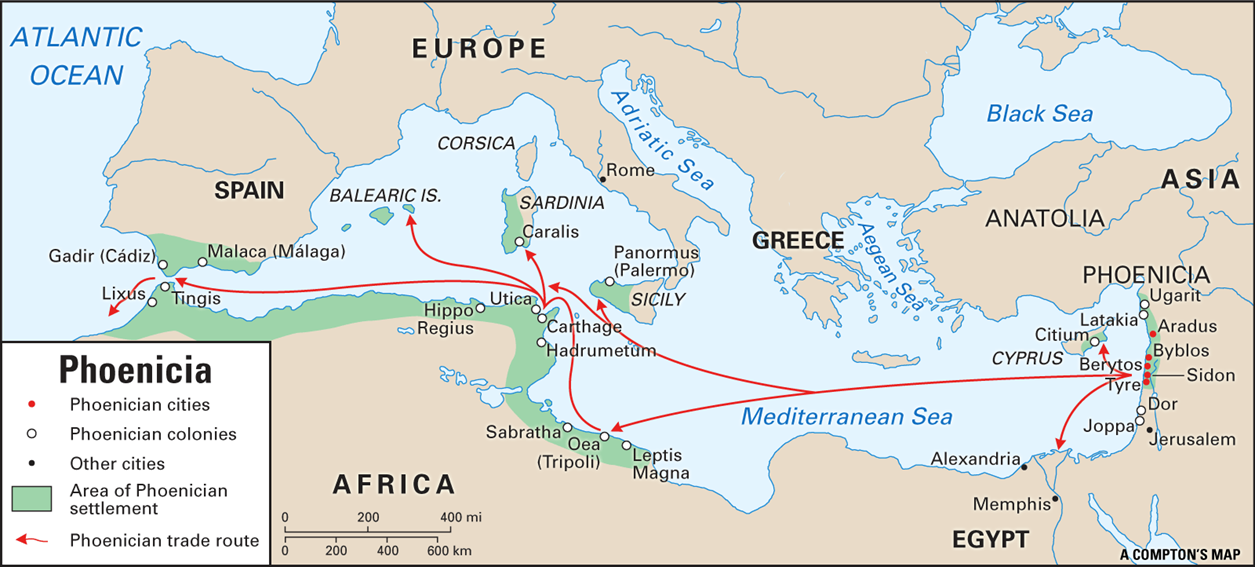 ATLANTIC
OCEAN
EUROPE
Black Sea
Adriatic Sea
CORSICA
Rome
ASIA
SPAIN
BALEARIC IS.
SARDINIA
ANATOLIA
Caralis
GREECE
Aegean Sea
Gadir (Cádiz)
Malaca (Málaga)
Panormus
(Palermo)
PHOENICIA
Lixus
Tingis
Utica
SICILY
Ugarit
Hippo
Regius
Carthage
Latakia
Aradus
Citium
Hadrumetum
CYPRUS
Byblos
Berytos
Sidon
Tyre
Mediterranean Sea
Dor
Joppa
Jerusalem
Sabratha
Oea
(Tripoli)
Leptis
Magna
Alexandria
AFRICA
Memphis
EGYPT
Phoenicia
Phoenician cities
Phoenician colonies
Other cities
Area of Phoenician
settlement
Phoenician trade route
0 200 400 mi
0 200 400 600 km
A COMPTON'S MAP